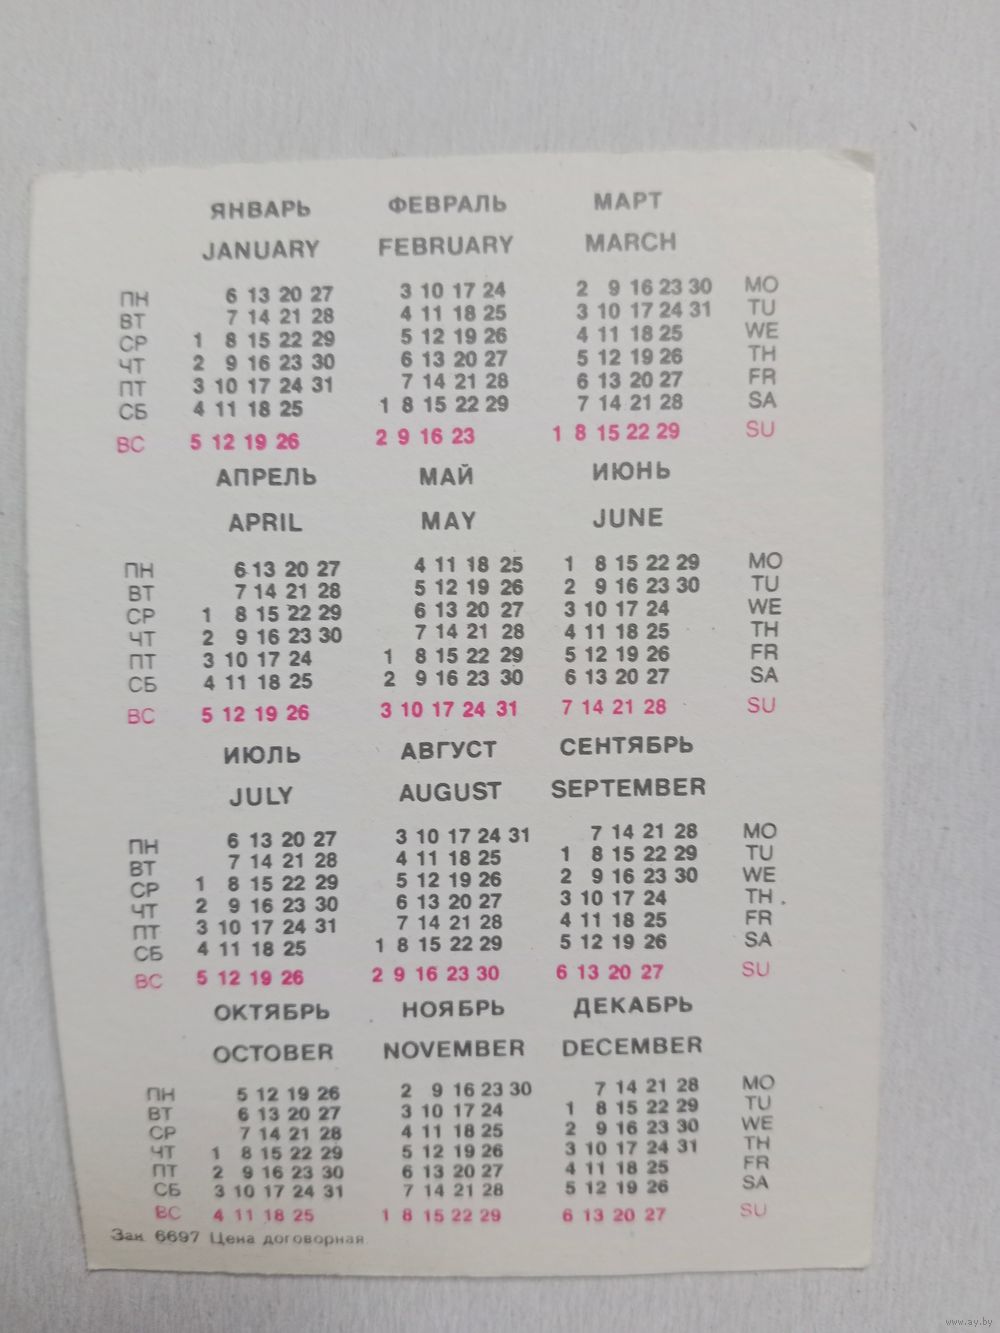 ЯНВАРЬ ФЕВРАЛЬ МАРТ
JANUARY FEBRUARY MARCH
ПН 6 13 20 27 3 10 17 24 2 9 16 23 30 MO
ВТ 7 14 21 28 4 11 18 25 3 10 17 24 31 TU
СР 1 8 15 22 29 5 12 19 26 4 11 18 25 WE
ЧТ 2 9 16 23 30 6 13 20 27 5 12 19 26 TH
ПТ 3 10 17 24 31 7 14 21 28 6 13 20 27 FR
СБ 4 11 18 25 1 8 15 22 29 7 14 21 28 SA
ВС 5 12 19 26 2 9 16 23 1 8 15 22 29 SU
АПРЕЛЬ МАЙ ИЮНЬ
APRIL MAY JUNE
ПН 6 13 20 27 4 11 18 25 1 8 15 22 29 MO
ВТ 7 14 21 28 5 12 19 26 2 9 16 23 30 TU
СР 1 8 15 22 29 6 13 20 27 3 10 17 24 WE
ЧТ 2 9 16 23 30 7 14 21 28 4 11 18 25 TH
ПТ 3 10 17 24 1 8 15 22 29 5 12 19 26 FR
СБ 4 11 18 25 2 9 16 23 30 6 13 20 27 SA
ВС 5 12 19 26 3 10 17 24 31 7 14 21 28 SU
ИЮЛЬ АВГУСТ СЕНТЯБРЬ
JULY AUGUST SEPTEMBER
ПН 6 13 20 27 3 10 17 24 31 7 14 21 28 MO
ВТ 7 14 21 28 4 11 18 25 1 8 15 22 29 TU
СР 1 8 15 22 29 5 12 19 26 2 9 16 23 30 WE
ЧТ 2 9 16 23 30 6 13 20 27 3 10 17 24 TH
ПТ 3 10 17 24 31 7 14 21 28 4 11 18 25 FR
СБ 4 11 18 25 1 8 15 22 29 5 12 19 26 SA
ВС 5 12 19 26 2 9 16 23 30 6 13 20 27 SU
ОКТЯБРЬ НОЯБРЬ ДЕКАБРЬ
OCTOBER NOVEMBER DECEMBER
ПН 5 12 19 26 2 9 16 23 30 7 14 21 28 MO
ВТ 6 13 20 27 3 10 17 24 1 8 15 22 29 TU
СР 7 14 21 28 4 11 18 25 2 9 16 23 30 WE
ЧТ 1 8 15 22 29 5 12 19 26 3 10 17 24 31 TH
ПТ 2 9 16 23 30 6 13 20 27 4 11 18 25 FR
СБ 3 10 17 24 31 7 14 21 28 5 12 19 26 SA
ВС 4 11 18 25 1 8 15 22 29 6 13 20 27 SU
Зак. 6697 Цена договорная.
www.ay.by